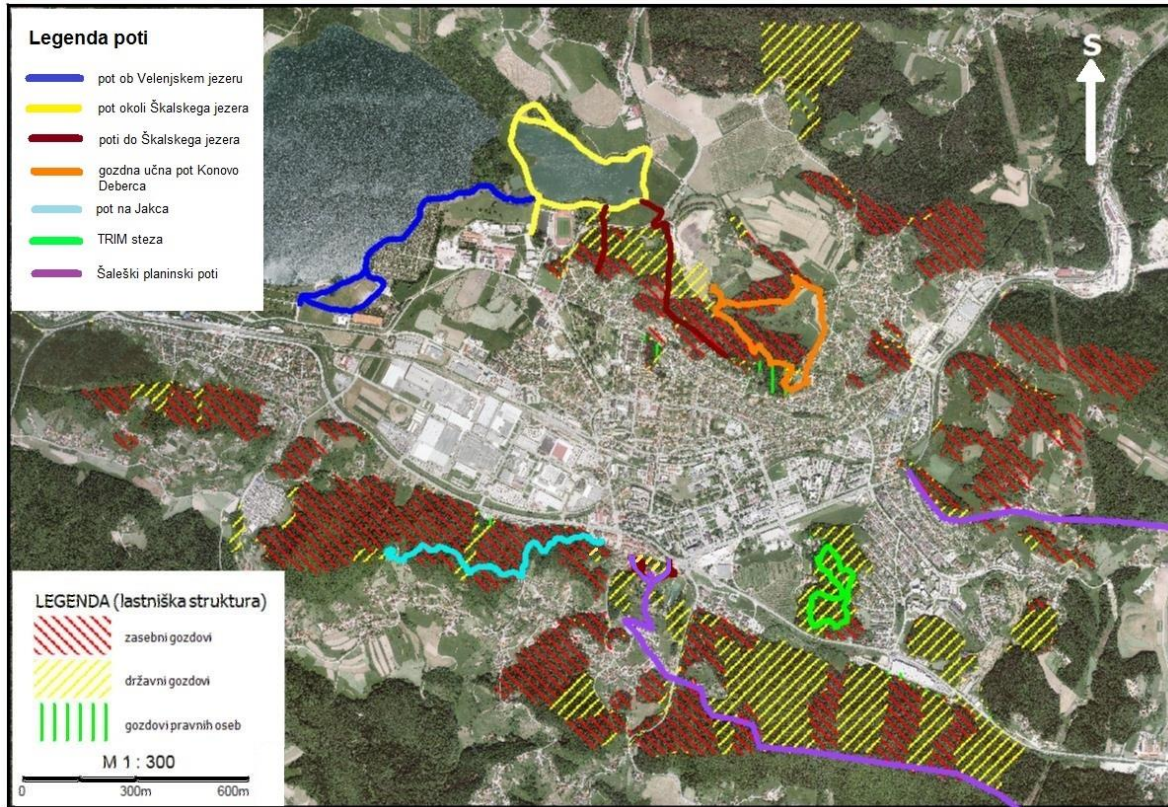 Legenda poti
pot ob Velenjskem jezeru
pot okoli Škalskega jezera
poti do Škalskega jezera
gozdna učna pot Konovo
Deberca
pot na Jakca
TRIM steza
Šaleški planinski poti
S
LEGENDA (lastniška struktura)
zasebni gozdovi
državni gozdovi
gozdovi pravnih oseb
M 1 : 300
0 300m 600m